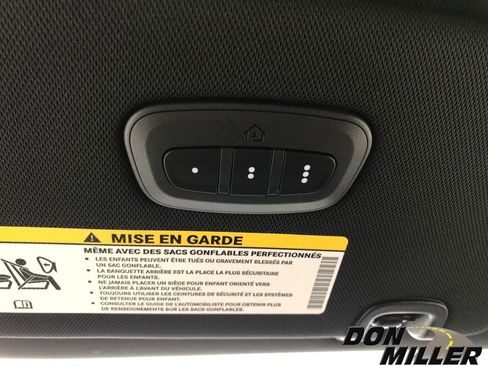 MISE EN GARDE
MÊME AVEC DES SACS GONFLABLES PERFECTIONNÉS
• LES ENFANTS PEUVENT ÊTRE TUÉS OU GRAVEMENT BLESSÉS PAR
UN SAC GONFLABLE.
• LA BANQUETTE ARRIÈRE EST LA PLACE LA PLUS SÉCURITAIRE
POUR LES ENFANTS.
• NE JAMAIS PLACER UN SIÈGE POUR ENFANT ORIENTÉ VERS
L'ARRIÈRE À L'AVANT DU VÉHICULE.
• TOUJOURS UTILISER LES CEINTURES DE SÉCURITÉ ET LES SYSTÈMES
DE RETENUE POUR ENFANT.
• CONSULTER LE GUIDE DE L'AUTOMOBILISTE POUR OBTENIR PLUS
DE RENSEIGNEMENTS SUR LES SACS GONFLABLES.
DON
MILLER